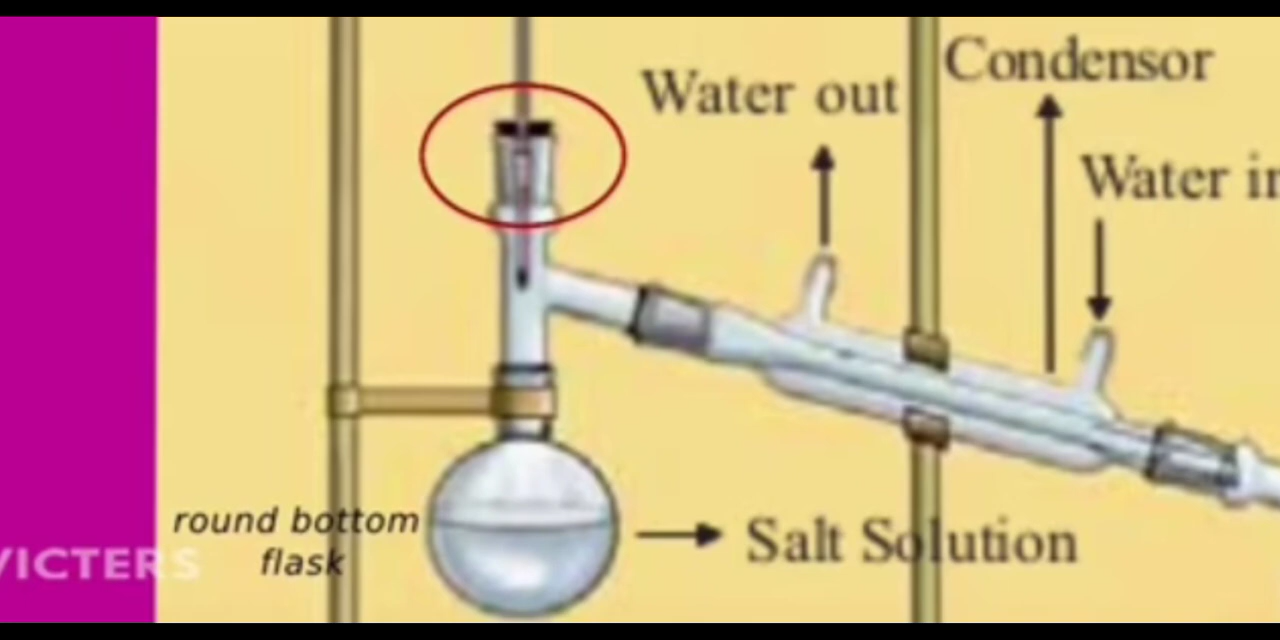 Condensor
Water out
Water in
round bottom
flask
Salt Solution
VICTERS